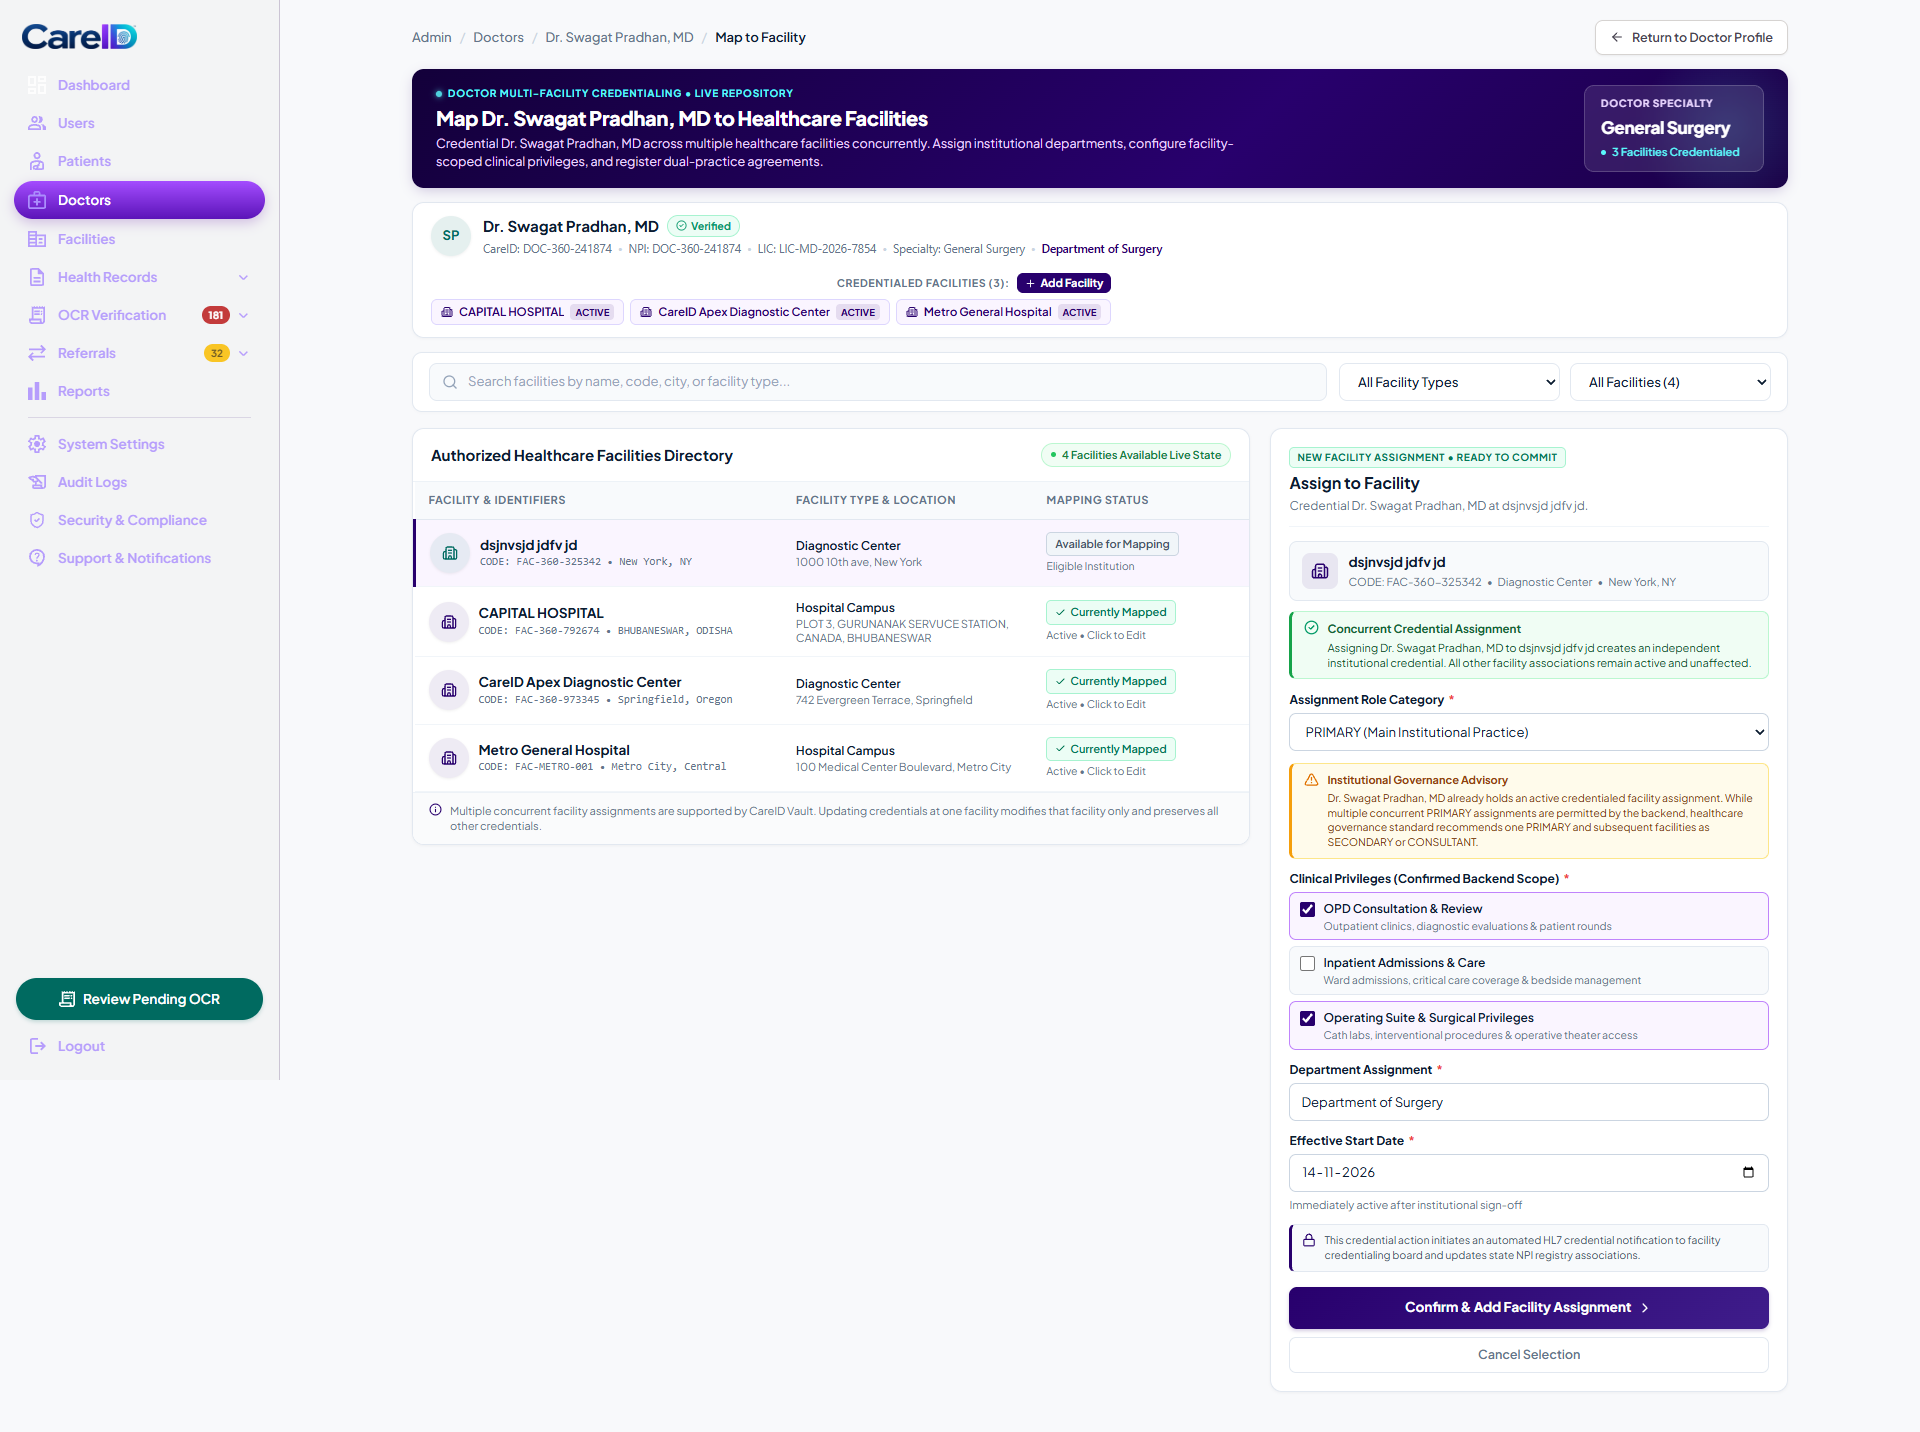 CareID
Dashboard
Users
Patients
Doctors
Facilities
Health Records
OCR Verification 181
Referrals 32
Reports
System Settings
Audit Logs
Security & Compliance
Support & Notifications
Review Pending OCR
Logout
Admin / Doctors / Dr. Swagat Pradhan, MD / Map to Facility
← Return to Doctor Profile
● DOCTOR MULTI-FACILITY CREDENTIALING ● LIVE REPOSITORY
Map Dr. Swagat Pradhan, MD to Healthcare Facilities
Credential Dr. Swagat Pradhan, MD across multiple healthcare facilities concurrently. Assign institutional departments, configure facility-
scoped clinical privileges, and register dual-practice agreements.
DOCTOR SPECIALTY
General Surgery
● 3 Facilities Credentialed
SP
Dr. Swagat Pradhan, MD Verified
CareID: DOC-360-241874 • NPI: DOC-360-241874 • LIC: LIC-MD-2026-7854 • Specialty: General Surgery • Department of Surgery
CREDENTIALED FACILITIES (3): + Add Facility
CAPITAL HOSPITAL ACTIVE
CareID Apex Diagnostic Center ACTIVE
Metro General Hospital ACTIVE
Search facilities by name, code, city, or facility type...
All Facility Types
All Facilities (4)
Authorized Healthcare Facilities Directory
● 4 Facilities Available Live State
FACILITY & IDENTIFIERS
FACILITY TYPE & LOCATION
MAPPING STATUS
dsjnvsjd jdfv jd
CODE: FAC-360-325342 • New York, NY
Diagnostic Center
1000 10th ave, New York
Available for Mapping
Eligible Institution
CAPITAL HOSPITAL
CODE: FAC-360-792674 • BHUBANESWAR, ODISHA
Hospital Campus
PLOT 3, GURUNANAK SERVUCE STATION,
CANADA, BHUBANESWAR
✓ Currently Mapped
Active • Click to Edit
CareID Apex Diagnostic Center
CODE: FAC-360-973345 • Springfield, Oregon
Diagnostic Center
742 Evergreen Terrace, Springfield
✓ Currently Mapped
Active • Click to Edit
Metro General Hospital
CODE: FAC-METRO-001 • Metro City, Central
Hospital Campus
100 Medical Center Boulevard, Metro City
✓ Currently Mapped
Active • Click to Edit
Multiple concurrent facility assignments are supported by CareID Vault. Updating credentials at one facility modifies that facility only and preserves all
other credentials.
NEW FACILITY ASSIGNMENT ● READY TO COMMIT
Assign to Facility
Credential Dr. Swagat Pradhan, MD at dsjnvsjd jdfv jd.
dsjnvsjd jdfv jd
CODE: FAC-360-325342 • Diagnostic Center • New York, NY
Concurrent Credential Assignment
Assigning Dr. Swagat Pradhan, MD to dsjnvsjd jdfv jd creates an independent
institutional credential. All other facility associations remain active and unaffected.
Assignment Role Category *
PRIMARY (Main Institutional Practice)
Institutional Governance Advisory
Dr. Swagat Pradhan, MD already holds an active credentialed facility assignment. While
multiple concurrent PRIMARY assignments are permitted by the backend, healthcare
governance standard recommends one PRIMARY and subsequent facilities as
SECONDARY or CONSULTANT.
Clinical Privileges (Confirmed Backend Scope) *
OPD Consultation & Review
Outpatient clinics, diagnostic evaluations & patient rounds
Inpatient Admissions & Care
Ward admissions, critical care coverage & bedside management
Operating Suite & Surgical Privileges
Cath labs, interventional procedures & operative theater access
Department Assignment *
Department of Surgery
Effective Start Date *
14-11-2026
Immediately active after institutional sign-off
This credential action initiates an automated HL7 credential notification to facility
credentialing board and updates state NPI registry associations.
Confirm & Add Facility Assignment >
Cancel Selection